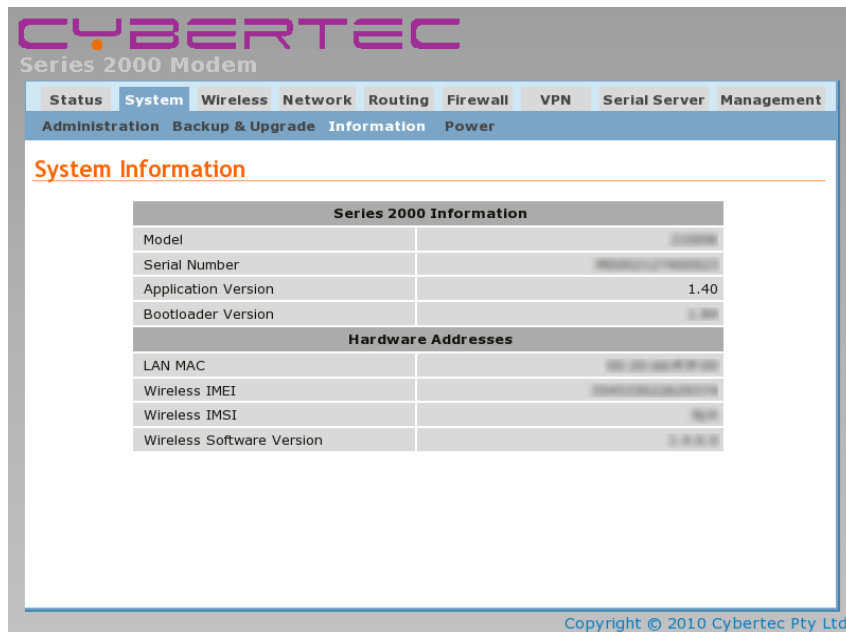 CYBERTEC
Series 2000 Modem
Status System Wireless Network Routing Firewall VPN Serial Server Management
Administration Backup & Upgrade Information Power
System Information
Series 2000 Information
Model
Serial Number
Application Version 1.40
Bootloader Version
Hardware Addresses
LAN MAC
Wireless IMEI
Wireless IMSI
Wireless Software Version
Copyright © 2010 Cybertec Pty Ltd